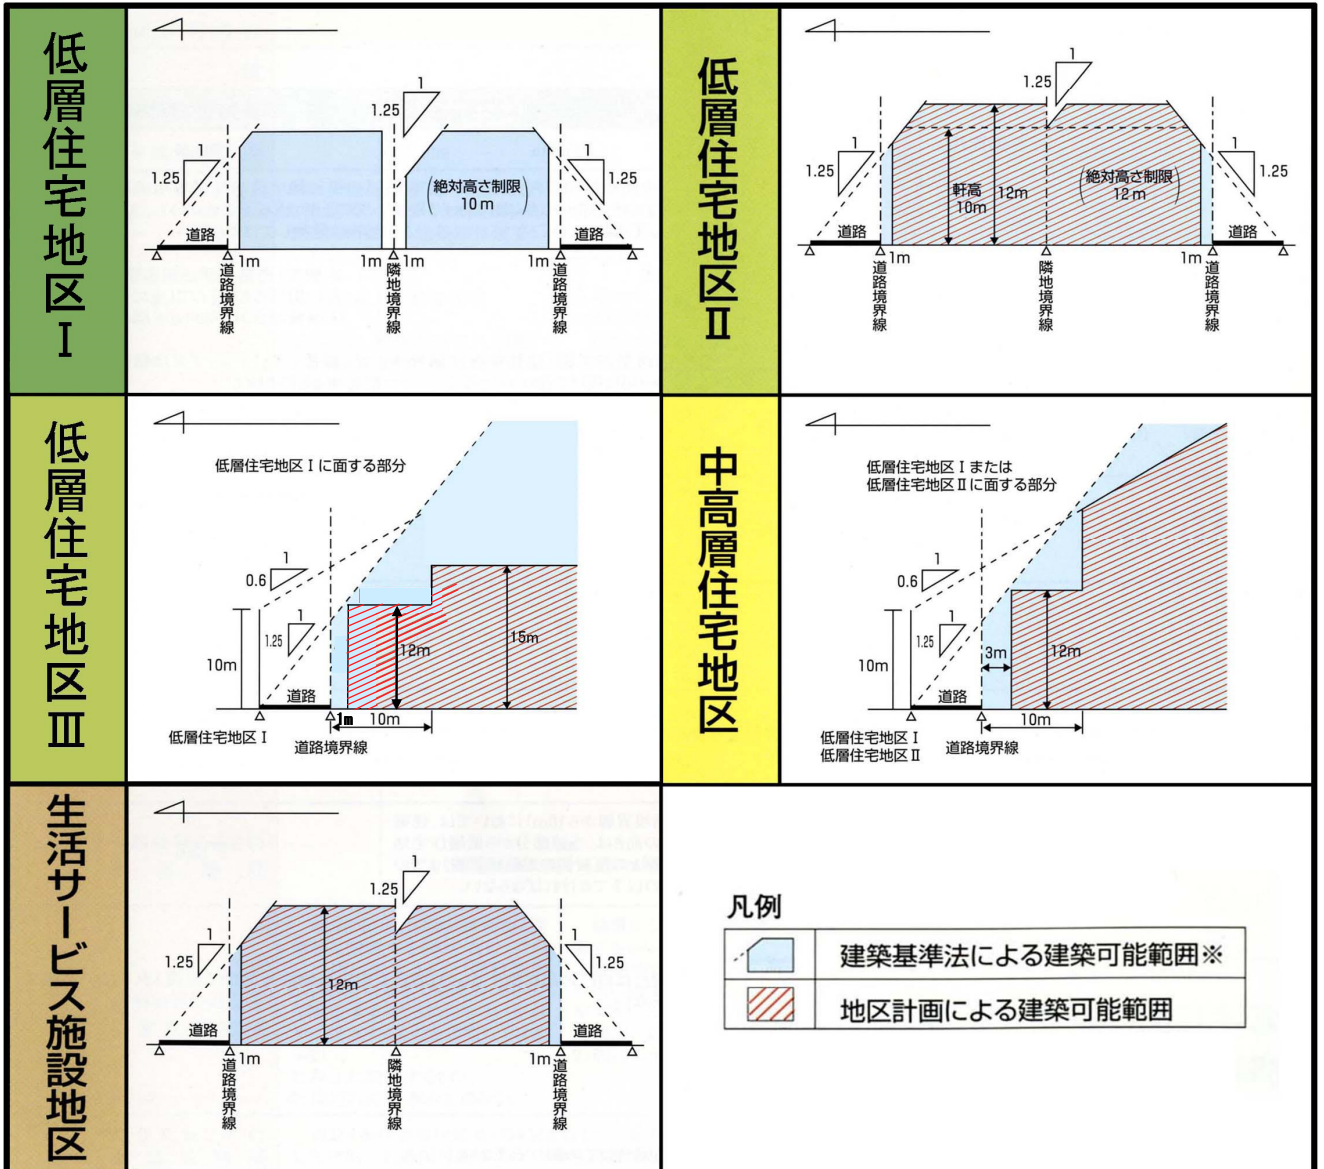 低層住宅地区Ⅰ
1
1.25
1
1.25
1
1.25
絶対高さ制限
10m
道路
道路
1m
1m
1m
1m
道路境界線
隣地境界線
道路境界線
低層住宅地区Ⅱ
1
1.25
1
1.25
1
1.25
軒高
10m
12m
絶対高さ制限
12m
道路
道路
1m
1m
道路境界線
隣地境界線
道路境界線
低層住宅地区Ⅲ
低層住宅地区Ⅰに面する部分
1
0.6
1
1.25
10m
12m
15m
道路
1m
10m
低層住宅地区Ⅰ
道路境界線
中高層住宅地区
低層住宅地区Ⅰまたは
低層住宅地区Ⅱに面する部分
1
0.6
1
1.25
10m
3m
12m
道路
10m
低層住宅地区Ⅰ
低層住宅地区Ⅱ
道路境界線
生活サービス施設地区
1
1.25
1
1.25
1
1.25
12m
道路
道路
1m
1m
道路境界線
隣地境界線
道路境界線
凡例
建築基準法による建築可能範囲※
地区計画による建築可能範囲